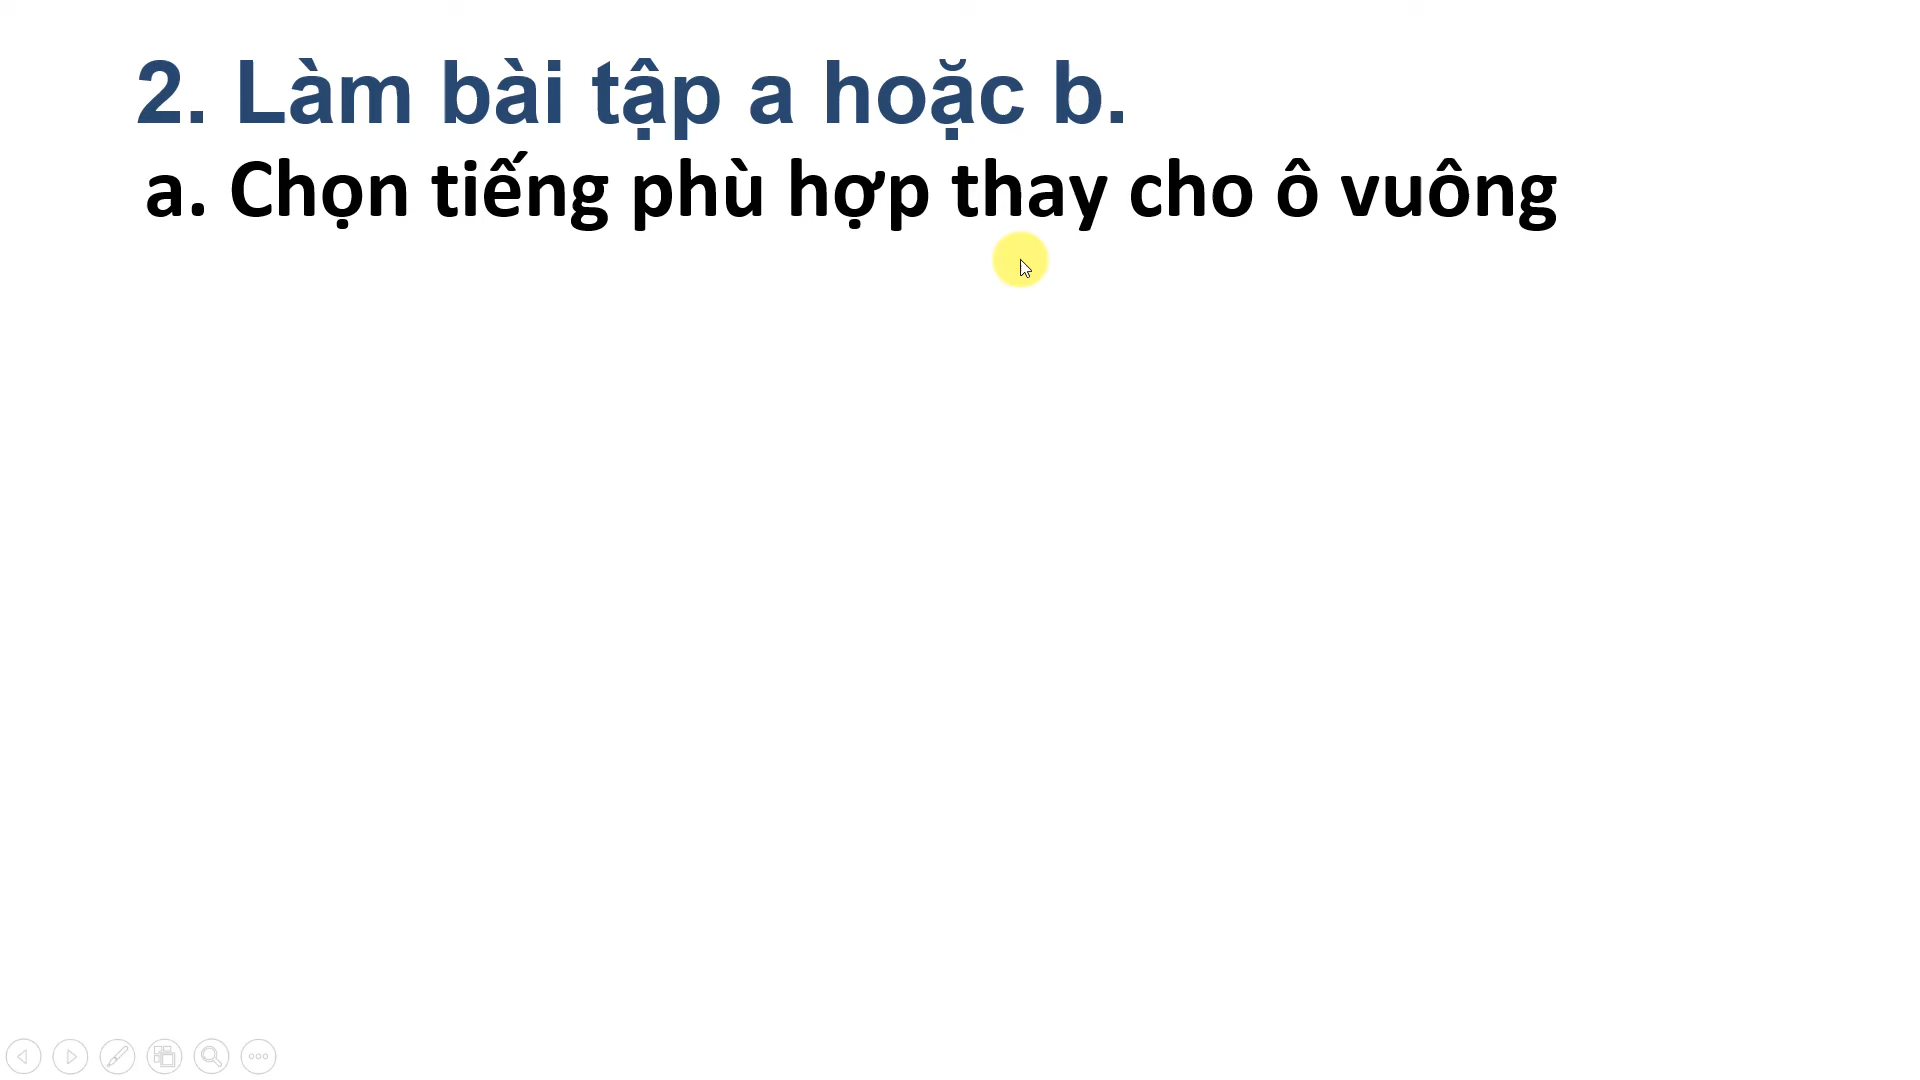 2. Làm bài tập a hoặc b.
a. Chọn tiếng phù hợp thay cho ô vuông